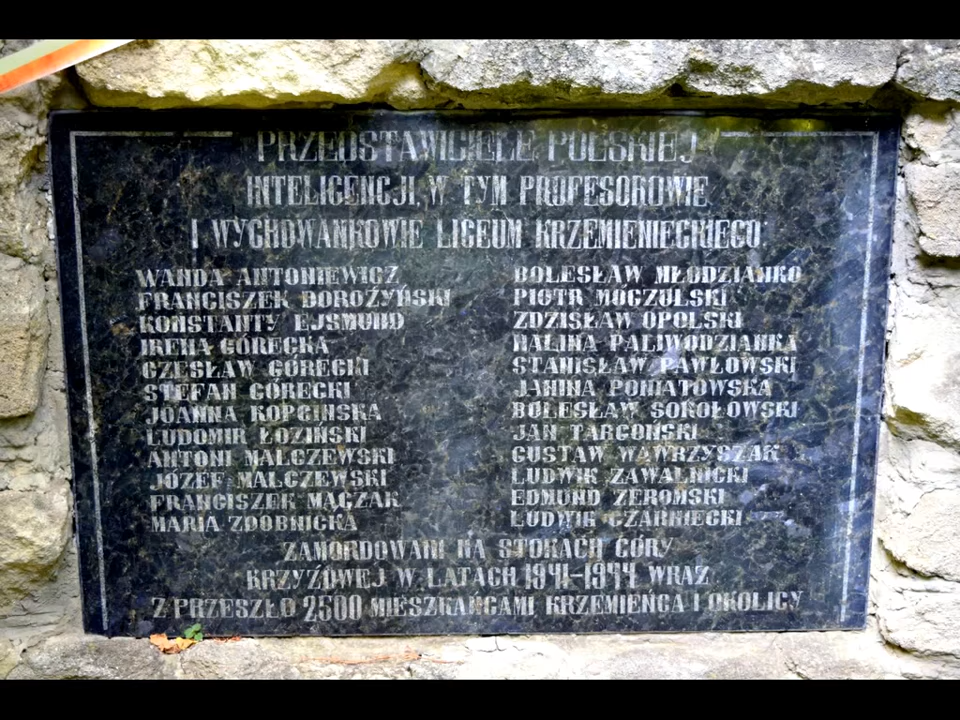 PRZEDSTAWICIELE POLSKIEJ
INTELIGENCJI, W TYM PROFESOROWIE
I WYCHOWANKOWIE LICEUM KRZEMIENIECKIEGO:
WANDA ANTONIEWICZ
FRANCISZEK DOROŻYŃSKI
KONSTANTY EJSMUND
IRENA GÓRECKA
CZESŁAW GÓRECKI
STEFAN GÓRECKI
JOANNA KOPCIŃSKA
LUDOMIR ŁOZIŃSKI
ANTONI MALCZEWSKI
JÓZEF MALCZEWSKI
FRANCISZEK MĄCZAK
MARIA ZDOBNICKA
BOLESŁAW MŁODZIANKO
PIOTR MOCZULSKI
ZDZISŁAW OPOLSKI
HALINA PALIWODZIANKA
STANISŁAW PAWŁOWSKI
JANINA PONIATOWSKA
BOLESŁAW SOKOŁOWSKI
JAN TARGOŃSKI
GUSTAW WAWRZYSZAK
LUDWIK ZAWALNICKI
EDMUND ŻEROMSKI
LUDWIK CZARNIECKI
ZAMORDOWANI NA STOKACH GÓRY
KRZYŻOWEJ W LATACH 1941-1944 WRAZ
Z PRZESZŁO 2500 MIESZKAŃCAMI KRZEMIEŃCA I OKOLICY